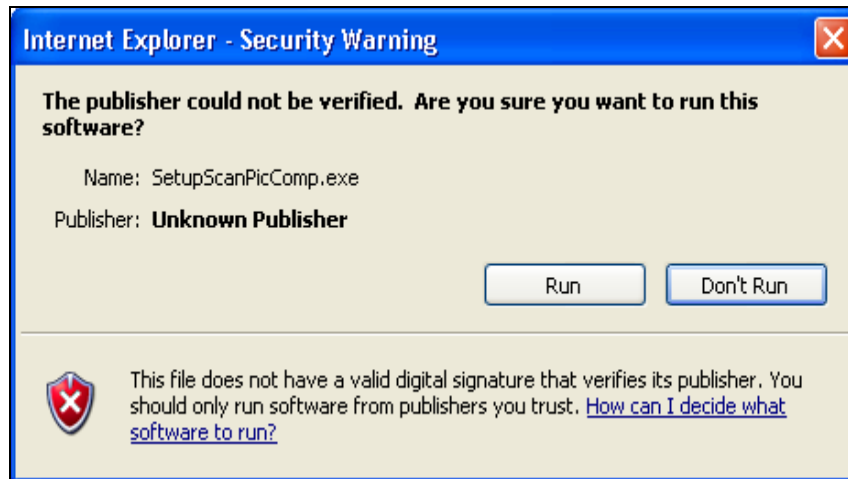 Internet Explorer - Security Warning
The publisher could not be verified. Are you sure you want to run this
software?
Name: SetupScanPicComp.exe
Publisher: Unknown Publisher
Run
Don't Run
This file does not have a valid digital signature that verifies its publisher. You
should only run software from publishers you trust. How can I decide what
software to run?